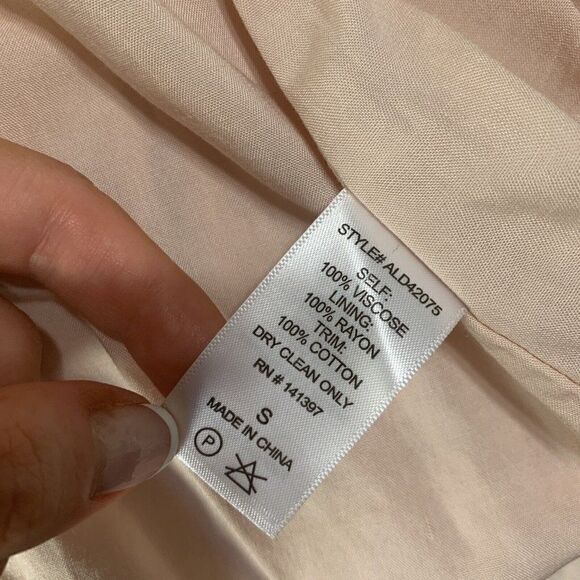 STYLE# ALD42075
SELF:
100% VISCOSE
LINING:
100% RAYON
TRIM:
100% COTTON
DRY CLEAN ONLY
RN # 141397
S
MADE IN CHINA
P